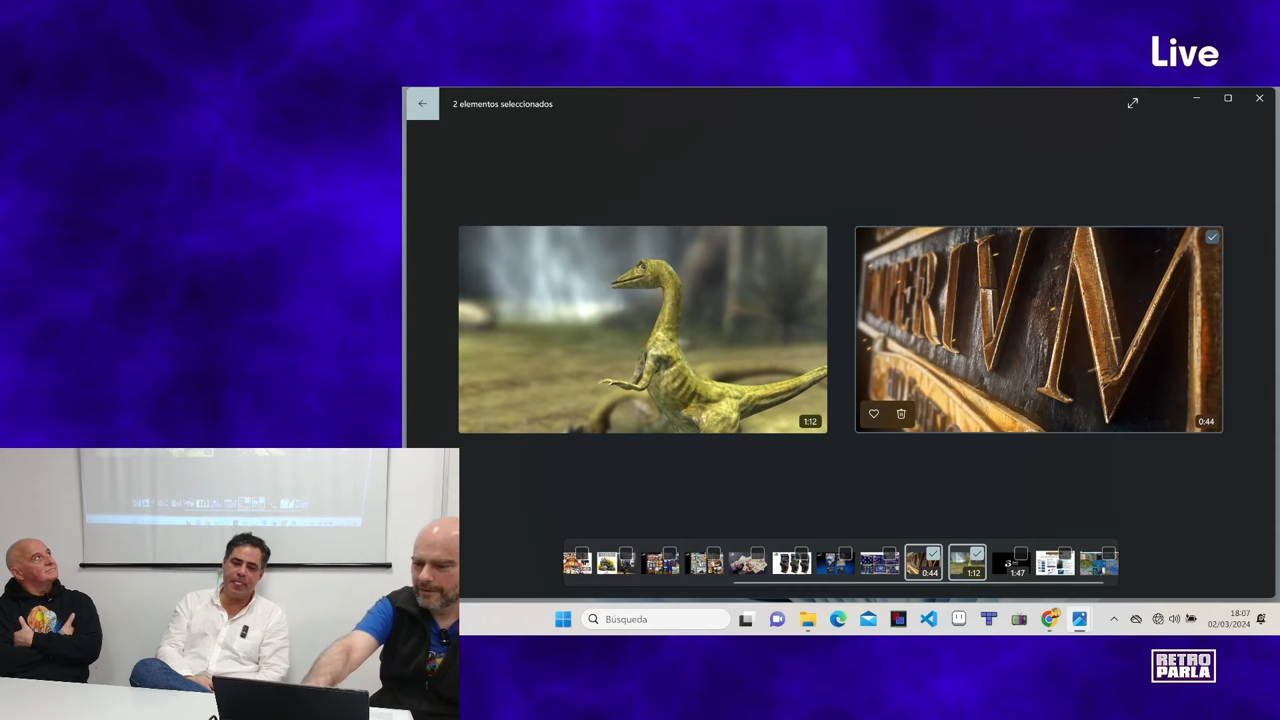 Live
2 elementos seleccionados
IMPERIVM
1:12
0:44
0:44
1:12
1:47
Búsqueda
18:07
02/03/2024
RETRO
PARLA